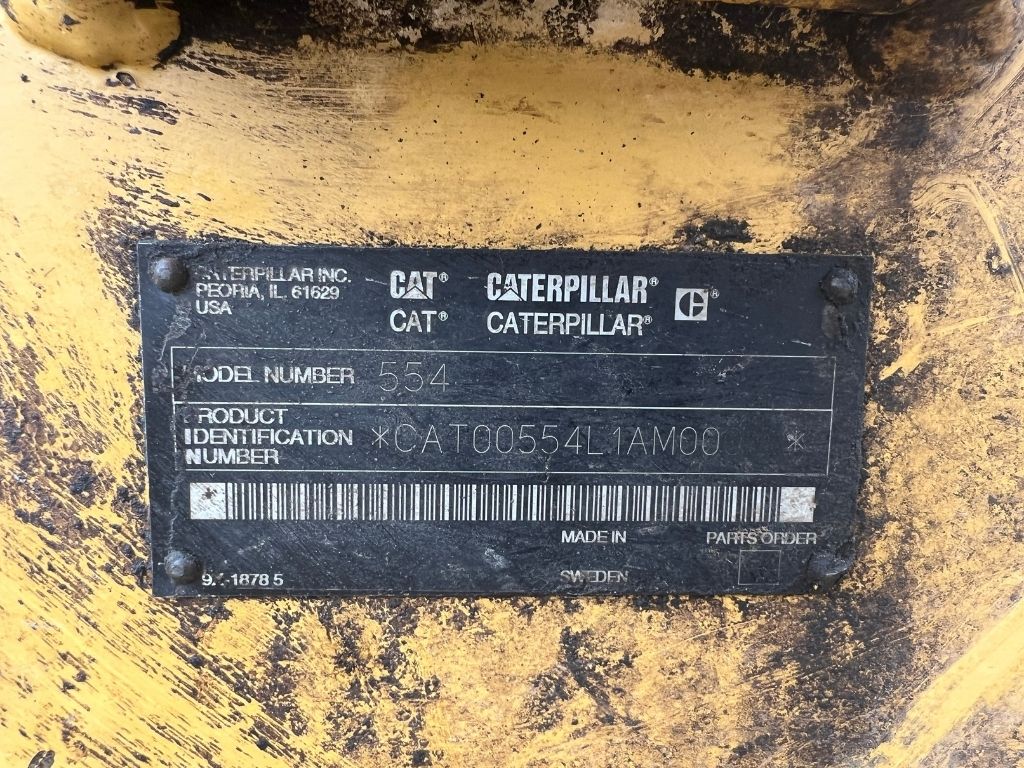 CATERPILLAR INC.
PEORIA, IL 61629
USA
CAT® CATERPILLAR® C®
CAT® CATERPILLAR®
MODEL NUMBER 554
PRODUCT
IDENTIFICATION
NUMBER
*CAT00554L1AM00 *
MADE IN PARTS ORDER
SWEDEN